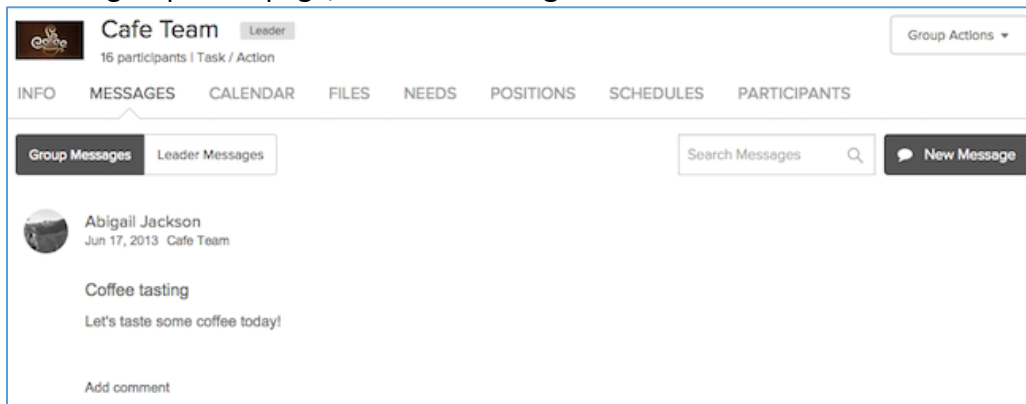 Cafe Team Leader
16 participants | Task / Action
Group Actions
INFO MESSAGES CALENDAR FILES NEEDS POSITIONS SCHEDULES PARTICIPANTS
Group Messages Leader Messages Search Messages New Message
Abigail Jackson
Jun 17, 2013 Cafe Team
Coffee tasting
Let's taste some coffee today!
Add comment